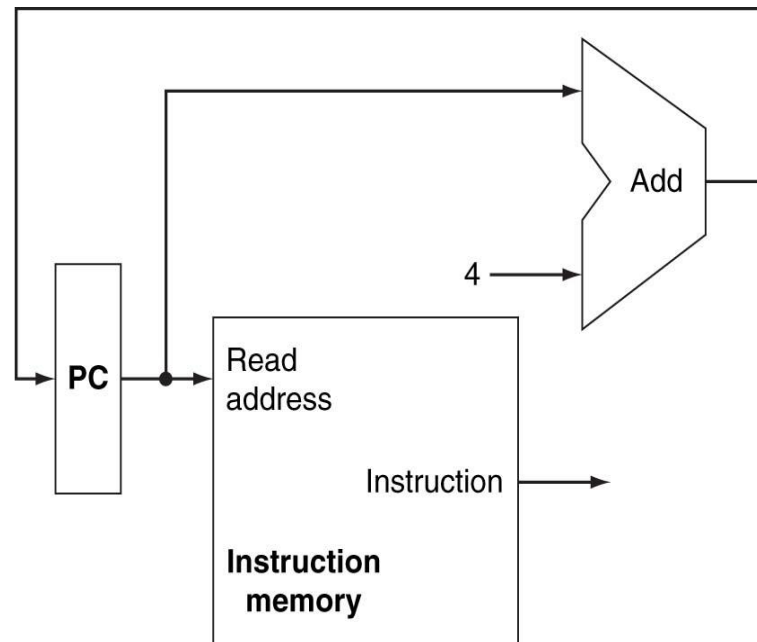 Add
4
PC
Read
address
Instruction
Instruction
memory